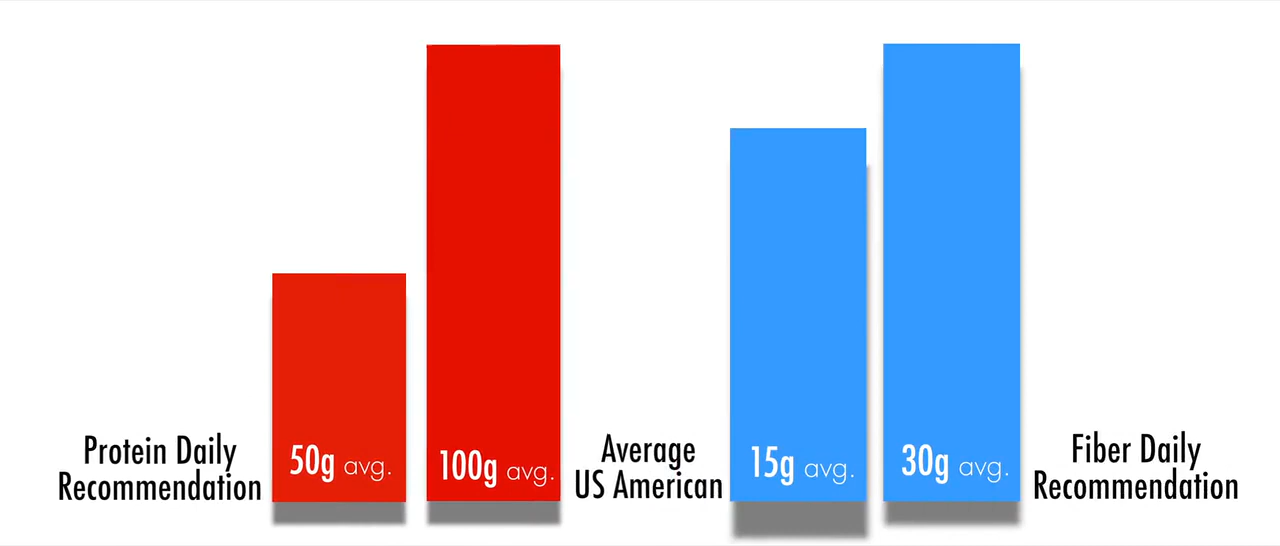 Protein Daily
Recommendation
50g avg.
100g avg.
Average
US American
15g avg.
30g avg.
Fiber Daily
Recommendation